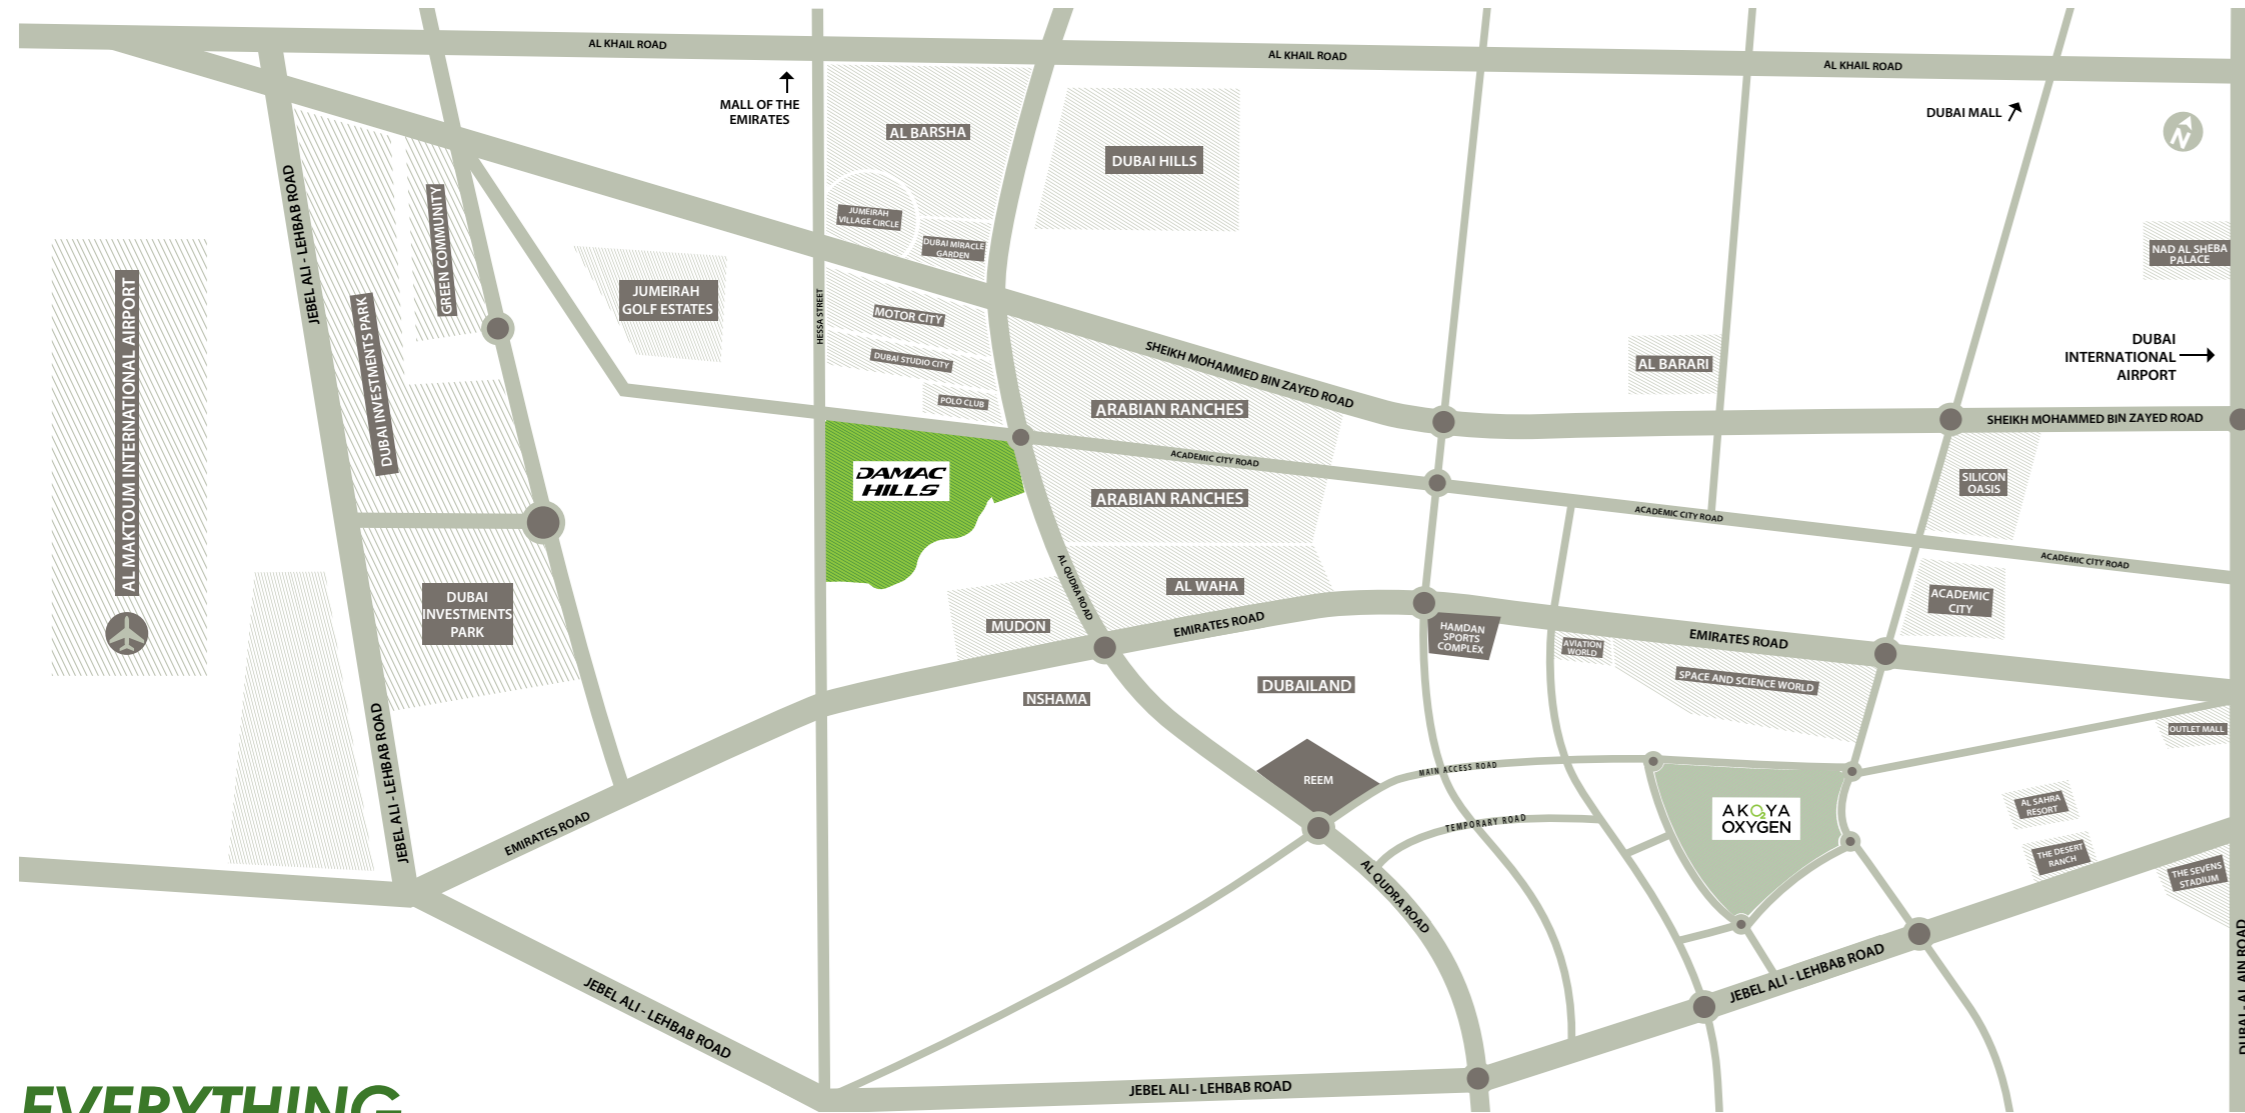 AL KHAIL ROAD
AL KHAIL ROAD
AL KHAIL ROAD
MALL OF THE
EMIRATES
DUBAI MALL
N
AL BARSHA
DUBAI HILLS
JUMEIRAH
VILLAGE CIRCLE
DUBAI MIRACLE
GARDEN
NAD AL SHEBA
PALACE
JEBEL ALI - LEHBAB ROAD
GREEN COMMUNITY
DUBAI INVESTMENTS PARK
AL MAKTOUM INTERNATIONAL AIRPORT
JUMEIRAH
GOLF ESTATES
HESSA STREET
MOTOR CITY
DUBAI STUDIO CITY
POLO CLUB
SHEIKH MOHAMMED BIN ZAYED ROAD
AL BARARI
DUBAI
INTERNATIONAL
AIRPORT
SHEIKH MOHAMMED BIN ZAYED ROAD
ARABIAN RANCHES
ACADEMIC CITY ROAD
DAMAC
HILLS
ARABIAN RANCHES
SILICON
OASIS
ACADEMIC CITY ROAD
ACADEMIC CITY ROAD
AL QUDRA ROAD
AL WAHA
ACADEMIC
CITY
DUBAI
INVESTMENTS
PARK
MUDON
EMIRATES ROAD
HAMDAN
SPORTS
COMPLEX
EMIRATES ROAD
AVIATION
WORLD
SPACE AND SCIENCE WORLD
NSHAMA
DUBAILAND
OUTLET MALL
JEBEL ALI - LEHBAB ROAD
REEM
MAIN ACCESS ROAD
TEMPORARY ROAD
AKO2YA
OXYGEN
AL SAHRA
RESORT
THE DESERT
RANCH
THE SEVENS
STADIUM
EMIRATES ROAD
AL QUDRA ROAD
JEBEL ALI - LEHBAB ROAD
JEBEL ALI - LEHBAB ROAD
JEBEL ALI - LEHBAB ROAD
DUBAI - AL AIN ROAD
EVERYTHING